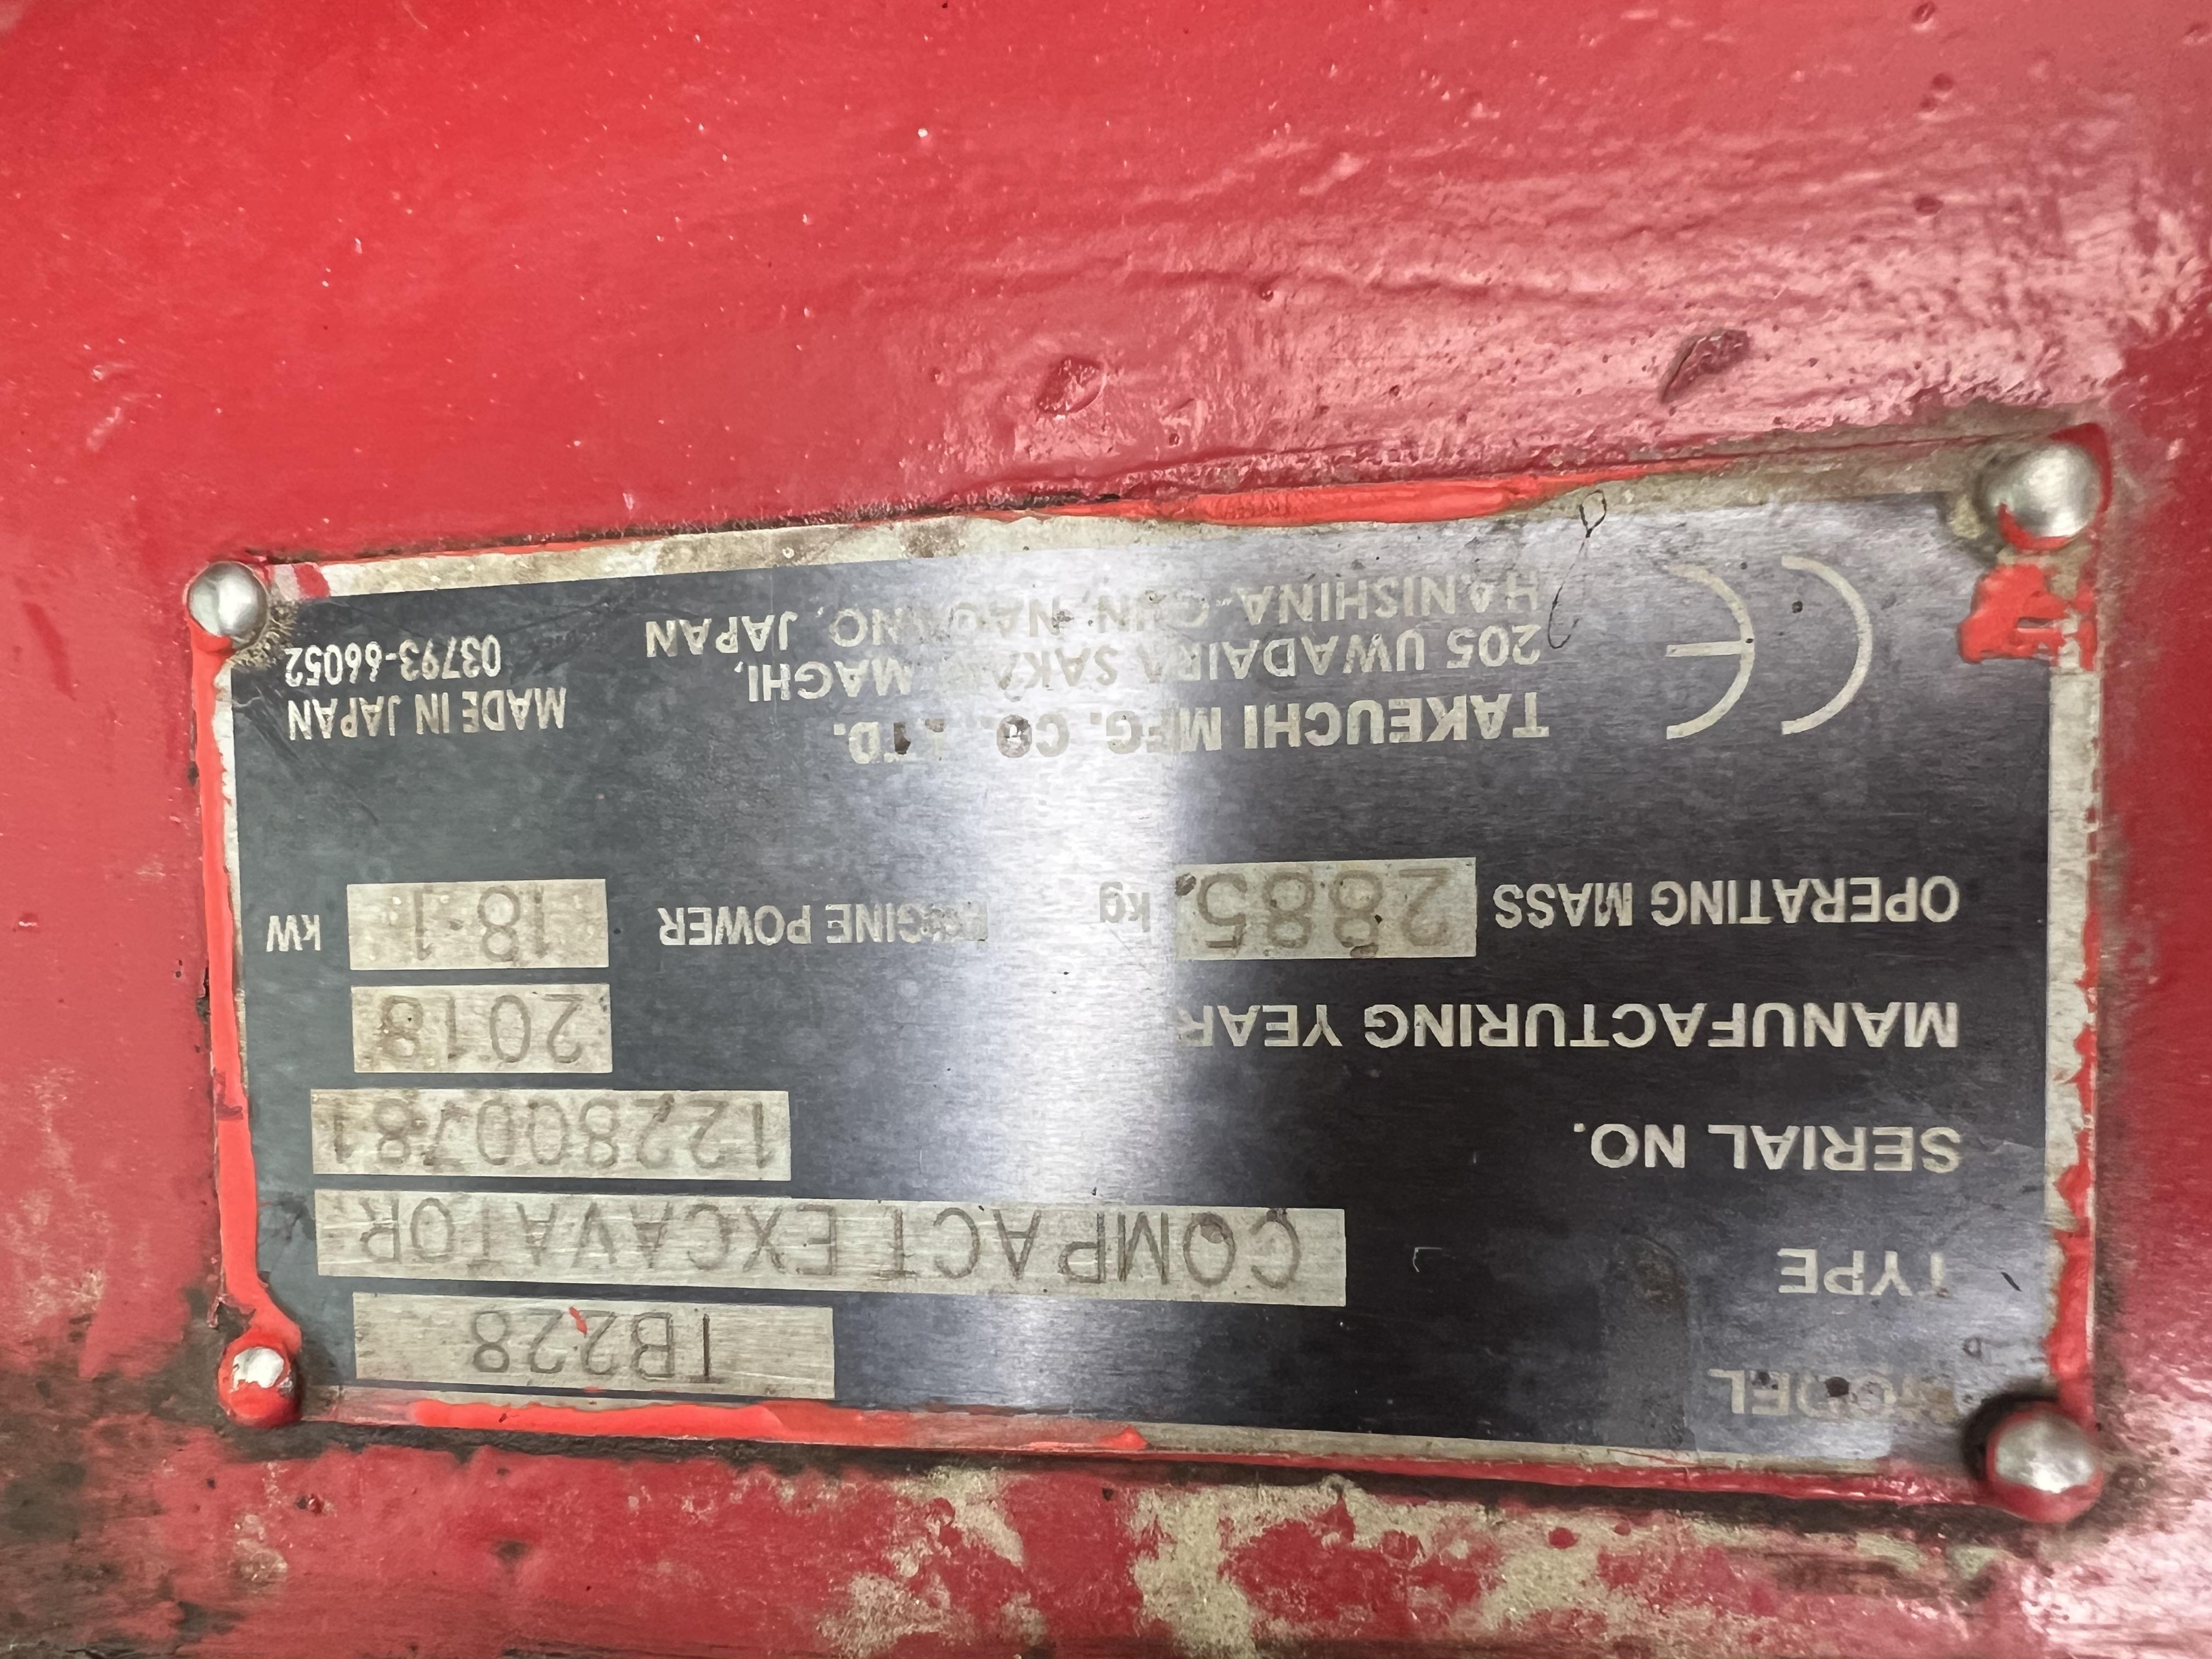 MODEL TB228
TYPE COMPACT EXCAVATOR
SERIAL NO. 122800781
MANUFACTURING YEAR 2018
OPERATING MASS 2885. kg ENGINE POWER 18.1 kW
CE
TAKEUCHI MFG. CO., LTD.
205 UWADAIRA SAKAKI-MACHI,
HANISHINA-GUN, NAGANO, JAPAN
MADE IN JAPAN
03793-66052